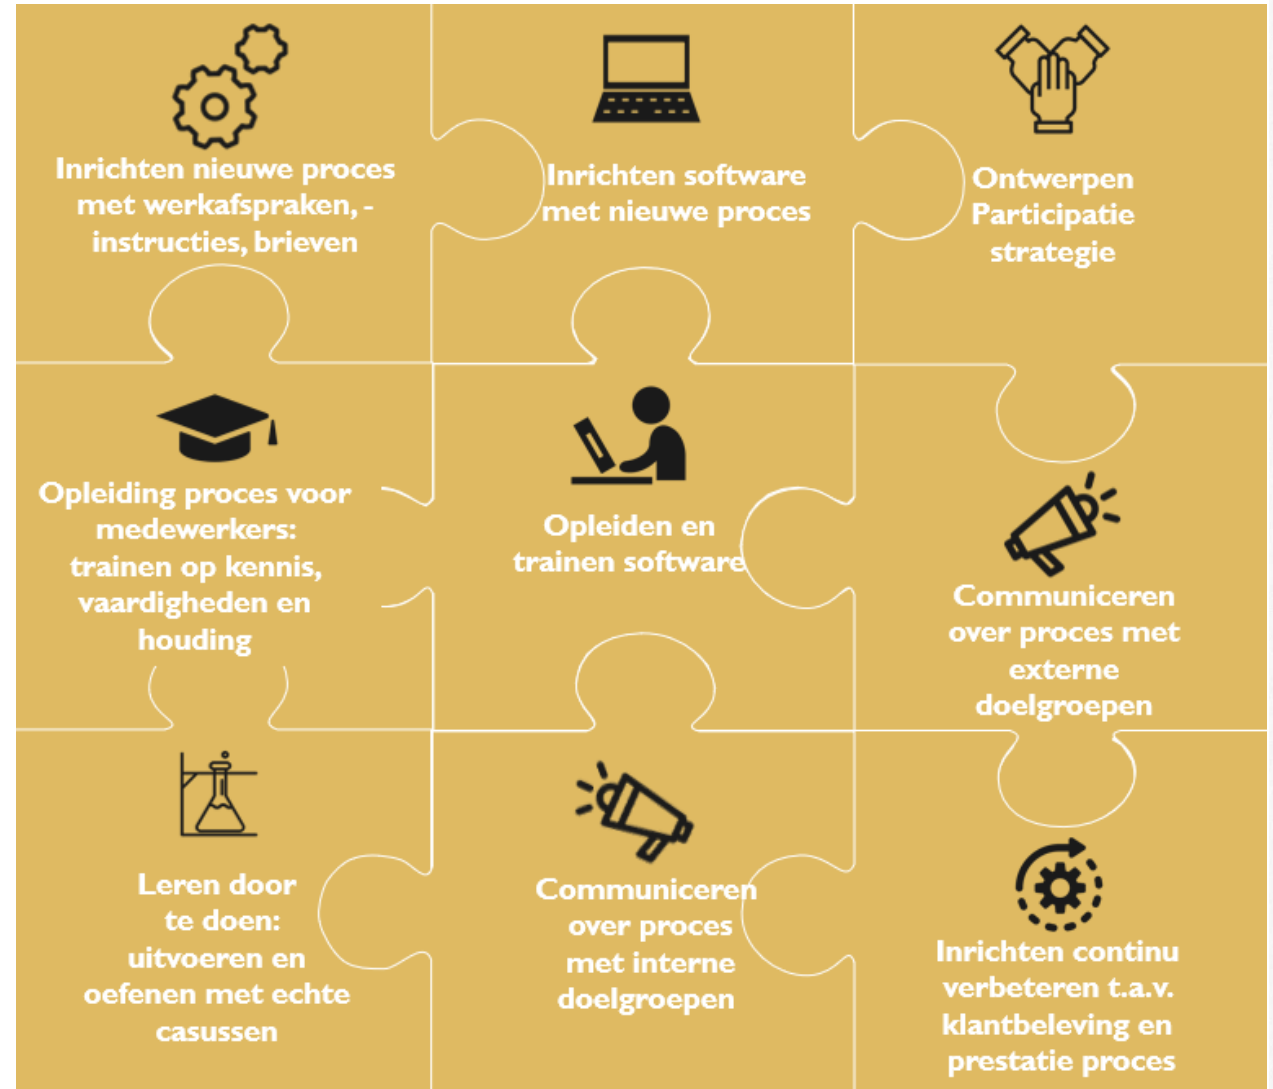 Inrichten nieuwe proces
met werkafspraken, -
instructies, brieven
Inrichten software
met nieuwe proces
Ontwerpen
Participatie
strategie
Opleiding proces voor
medewerkers:
trainen op kennis,
vaardigheden en
houding
Opleiden en
trainen software
Communiceren
over proces met
externe
doelgroepen
Leren door
te doen:
uitvoeren en
oefenen met echte
casussen
Communiceren
over proces
met interne
doelgroepen
Inrichten continu
verbeteren t.a.v.
klantbeleving en
prestatie proces